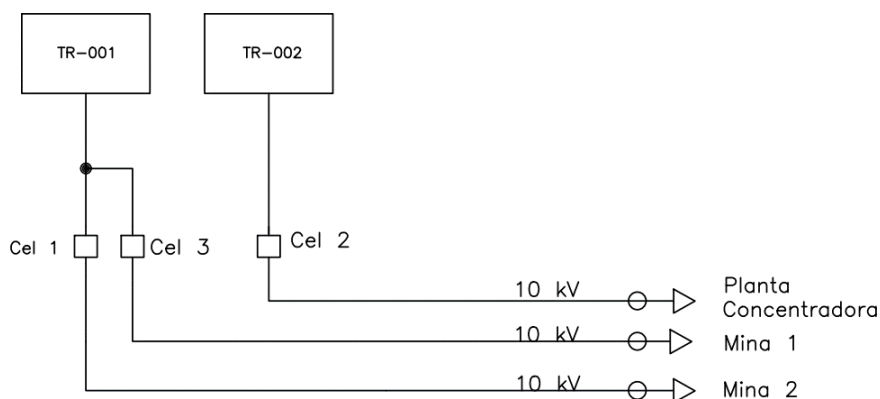 TR-001
TR-002
Cel 1
Cel 3
Cel 2
10 kV
Planta
Concentradora
10 kV
Mina 1
10 kV
Mina 2